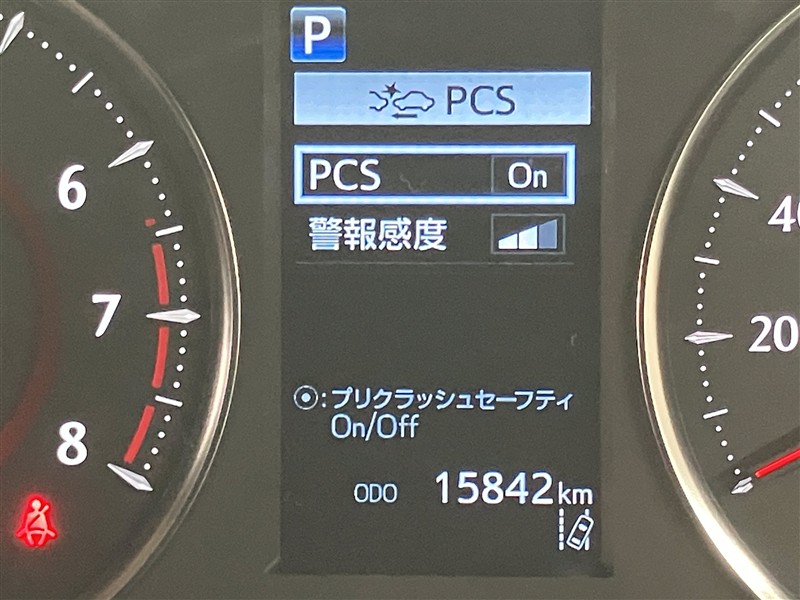 P
PCS
PCS On
警報感度
6
7
8
40
20
◉:プリクラッシュセーフティ
On/Off
ODO 15842km